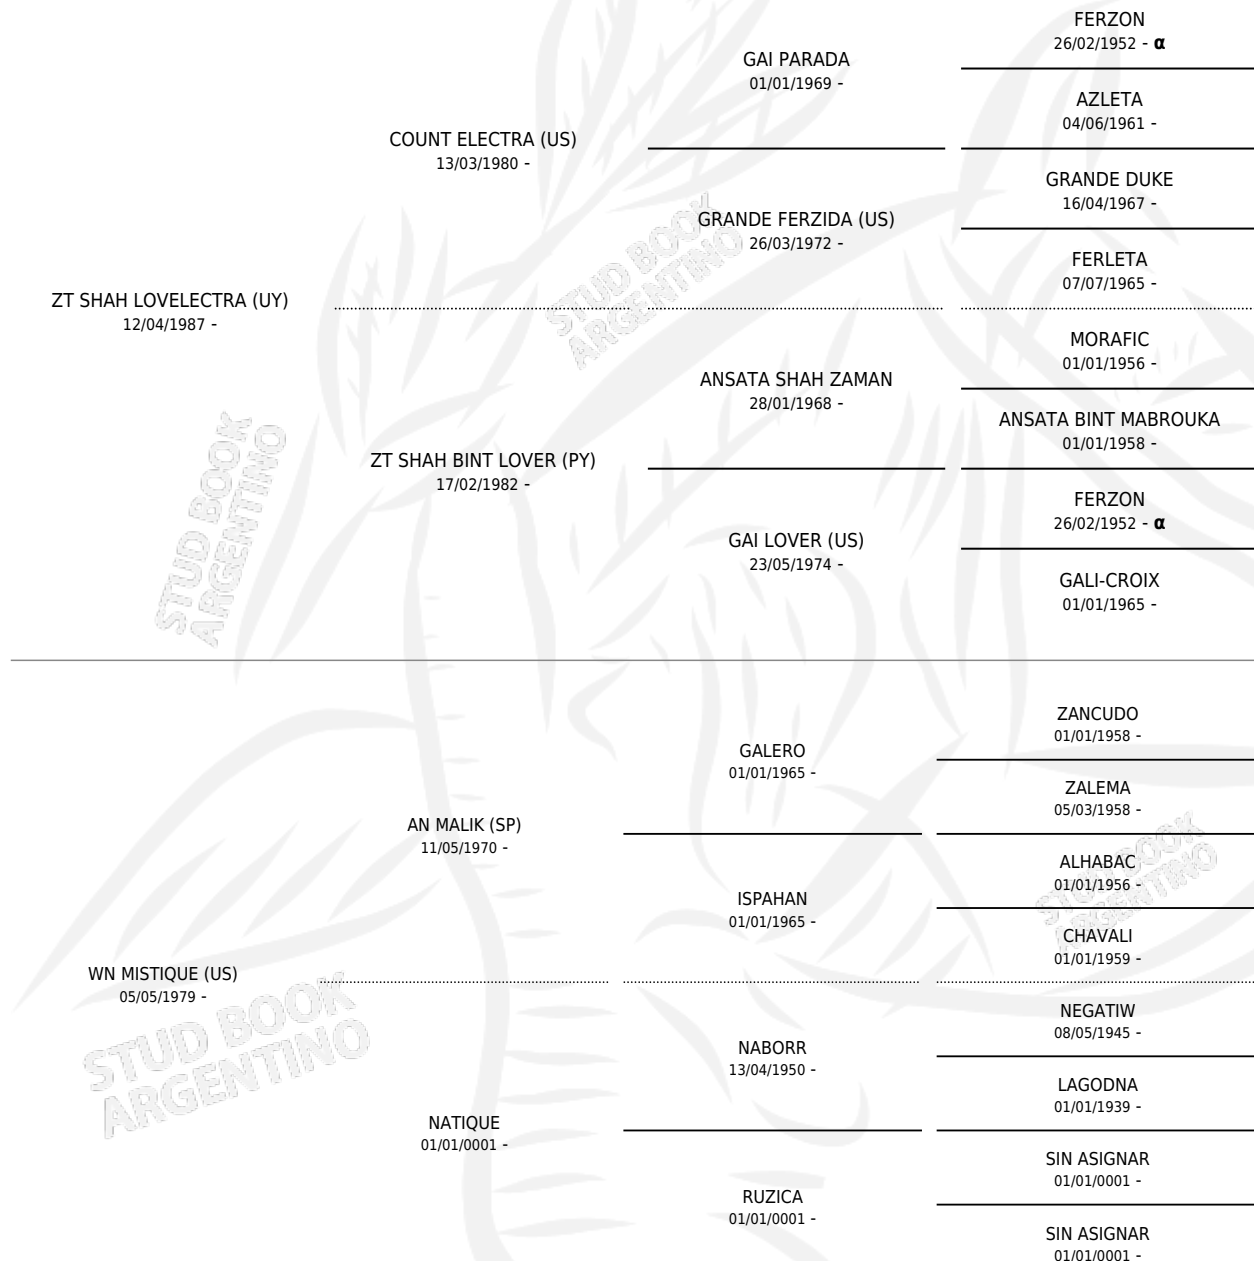 FERZON
26/02/1952 - α
GAI PARADA
01/01/1969 -
AZLETA
04/06/1961 -
COUNT ELECTRA (US)
13/03/1980 -
GRANDE DUKE
16/04/1967 -
GRANDE FERZIDA (US)
26/03/1972 -
FERLETA
07/07/1965 -
ZT SHAH LOVELECTRA (UY)
12/04/1987 -
MORAFIC
01/01/1956 -
ANSATA SHAH ZAMAN
28/01/1968 -
ANSATA BINT MABROUKA
01/01/1958 -
ZT SHAH BINT LOVER (PY)
17/02/1982 -
FERZON
26/02/1952 - α
GAI LOVER (US)
23/05/1974 -
GALI-CROIX
01/01/1965 -
ZANCUDO
01/01/1958 -
GALERO
01/01/1965 -
ZALEMA
05/03/1958 -
AN MALIK (SP)
11/05/1970 -
ALHABAC
01/01/1956 -
ISPAHAN
01/01/1965 -
CHAVALI
01/01/1959 -
WN MISTIQUE (US)
05/05/1979 -
NEGATIW
08/05/1945 -
NABORR
13/04/1950 -
LAGODNA
01/01/1939 -
NATIQUE
01/01/0001 -
SIN ASIGNAR
01/01/0001 -
RUZICA
01/01/0001 -
SIN ASIGNAR
01/01/0001 -
STUD BOOK
ARGENTINO
STUD BOOK
ARGENTINO
STUD BOOK
ARGENTINO
STUD BOOK
ARGENTINO